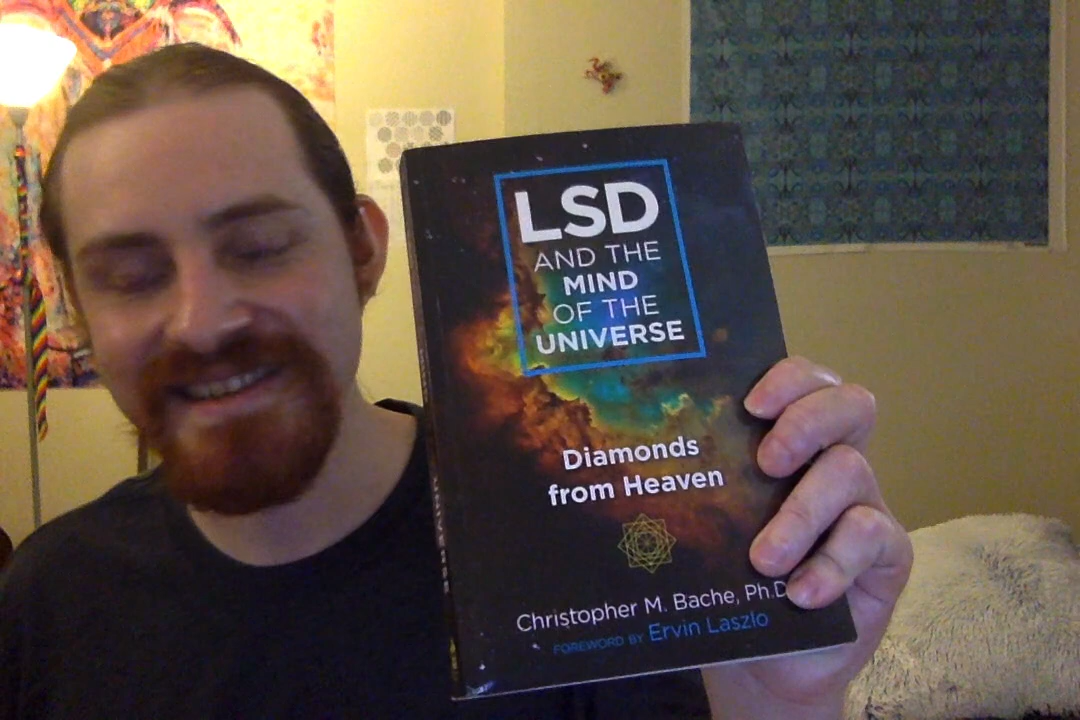 LSD
AND THE
MIND
OF THE
UNIVERSE
Diamonds
from Heaven
Christopher M. Bache, Ph.D
FOREWORD BY Ervin Laszlo